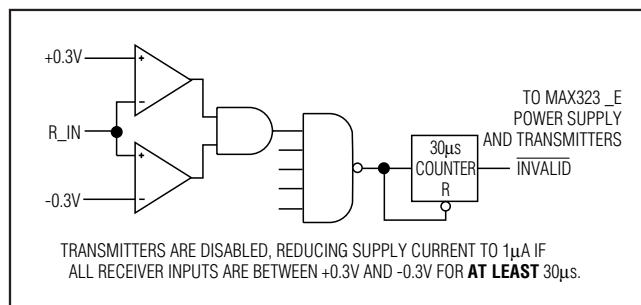 +0.3V
R_IN
-0.3V
+
-
+
-
30µs
COUNTER
R
TO MAX323 _E
POWER SUPPLY
AND TRANSMITTERS
INVALID
TRANSMITTERS ARE DISABLED, REDUCING SUPPLY CURRENT TO 1µA IF
ALL RECEIVER INPUTS ARE BETWEEN +0.3V AND -0.3V FOR AT LEAST 30µs.